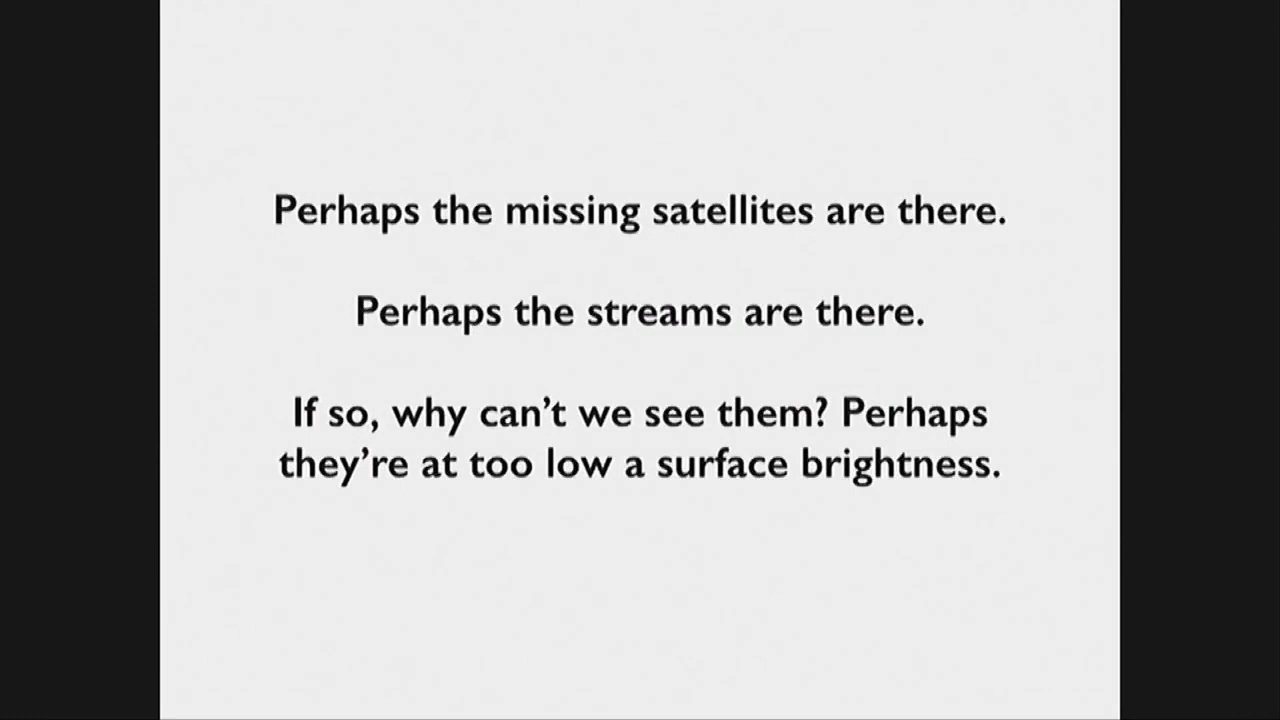 Perhaps the missing satellites are there.
Perhaps the streams are there.
If so, why can’t we see them? Perhaps
they’re at too low a surface brightness.